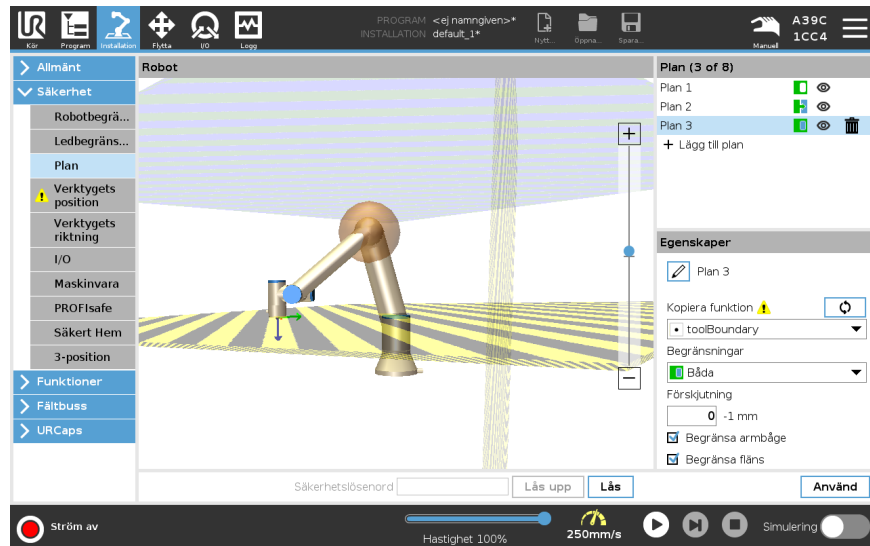 PROGRAM <ej namngiven>*
INSTALLATION default_1*
Kör
Program
Installation
Flytta
I/O
Logg
Nytt...
Öppna...
Spara...
Manuell
A39C
1CC4
Allmänt
Säkerhet
Robotbegrä...
Ledbegräns...
Plan
Verktygets
position
Verktygets
riktning
I/O
Maskinvara
PROFIsafe
Säkert Hem
3-position
Funktioner
Fältbuss
URCaps
Robot
Plan (3 of 8)
Plan 1
Plan 2
Plan 3
+ Lägg till plan
Egenskaper
Plan 3
Kopiera funktion
toolBoundary
Begränsningar
Båda
Förskjutning
0 -1 mm
Begränsa armbåge
Begränsa fläns
Säkerhetslösenord
Lås upp
Lås
Använd
Ström av
Hastighet 100%
250mm/s
Simulering